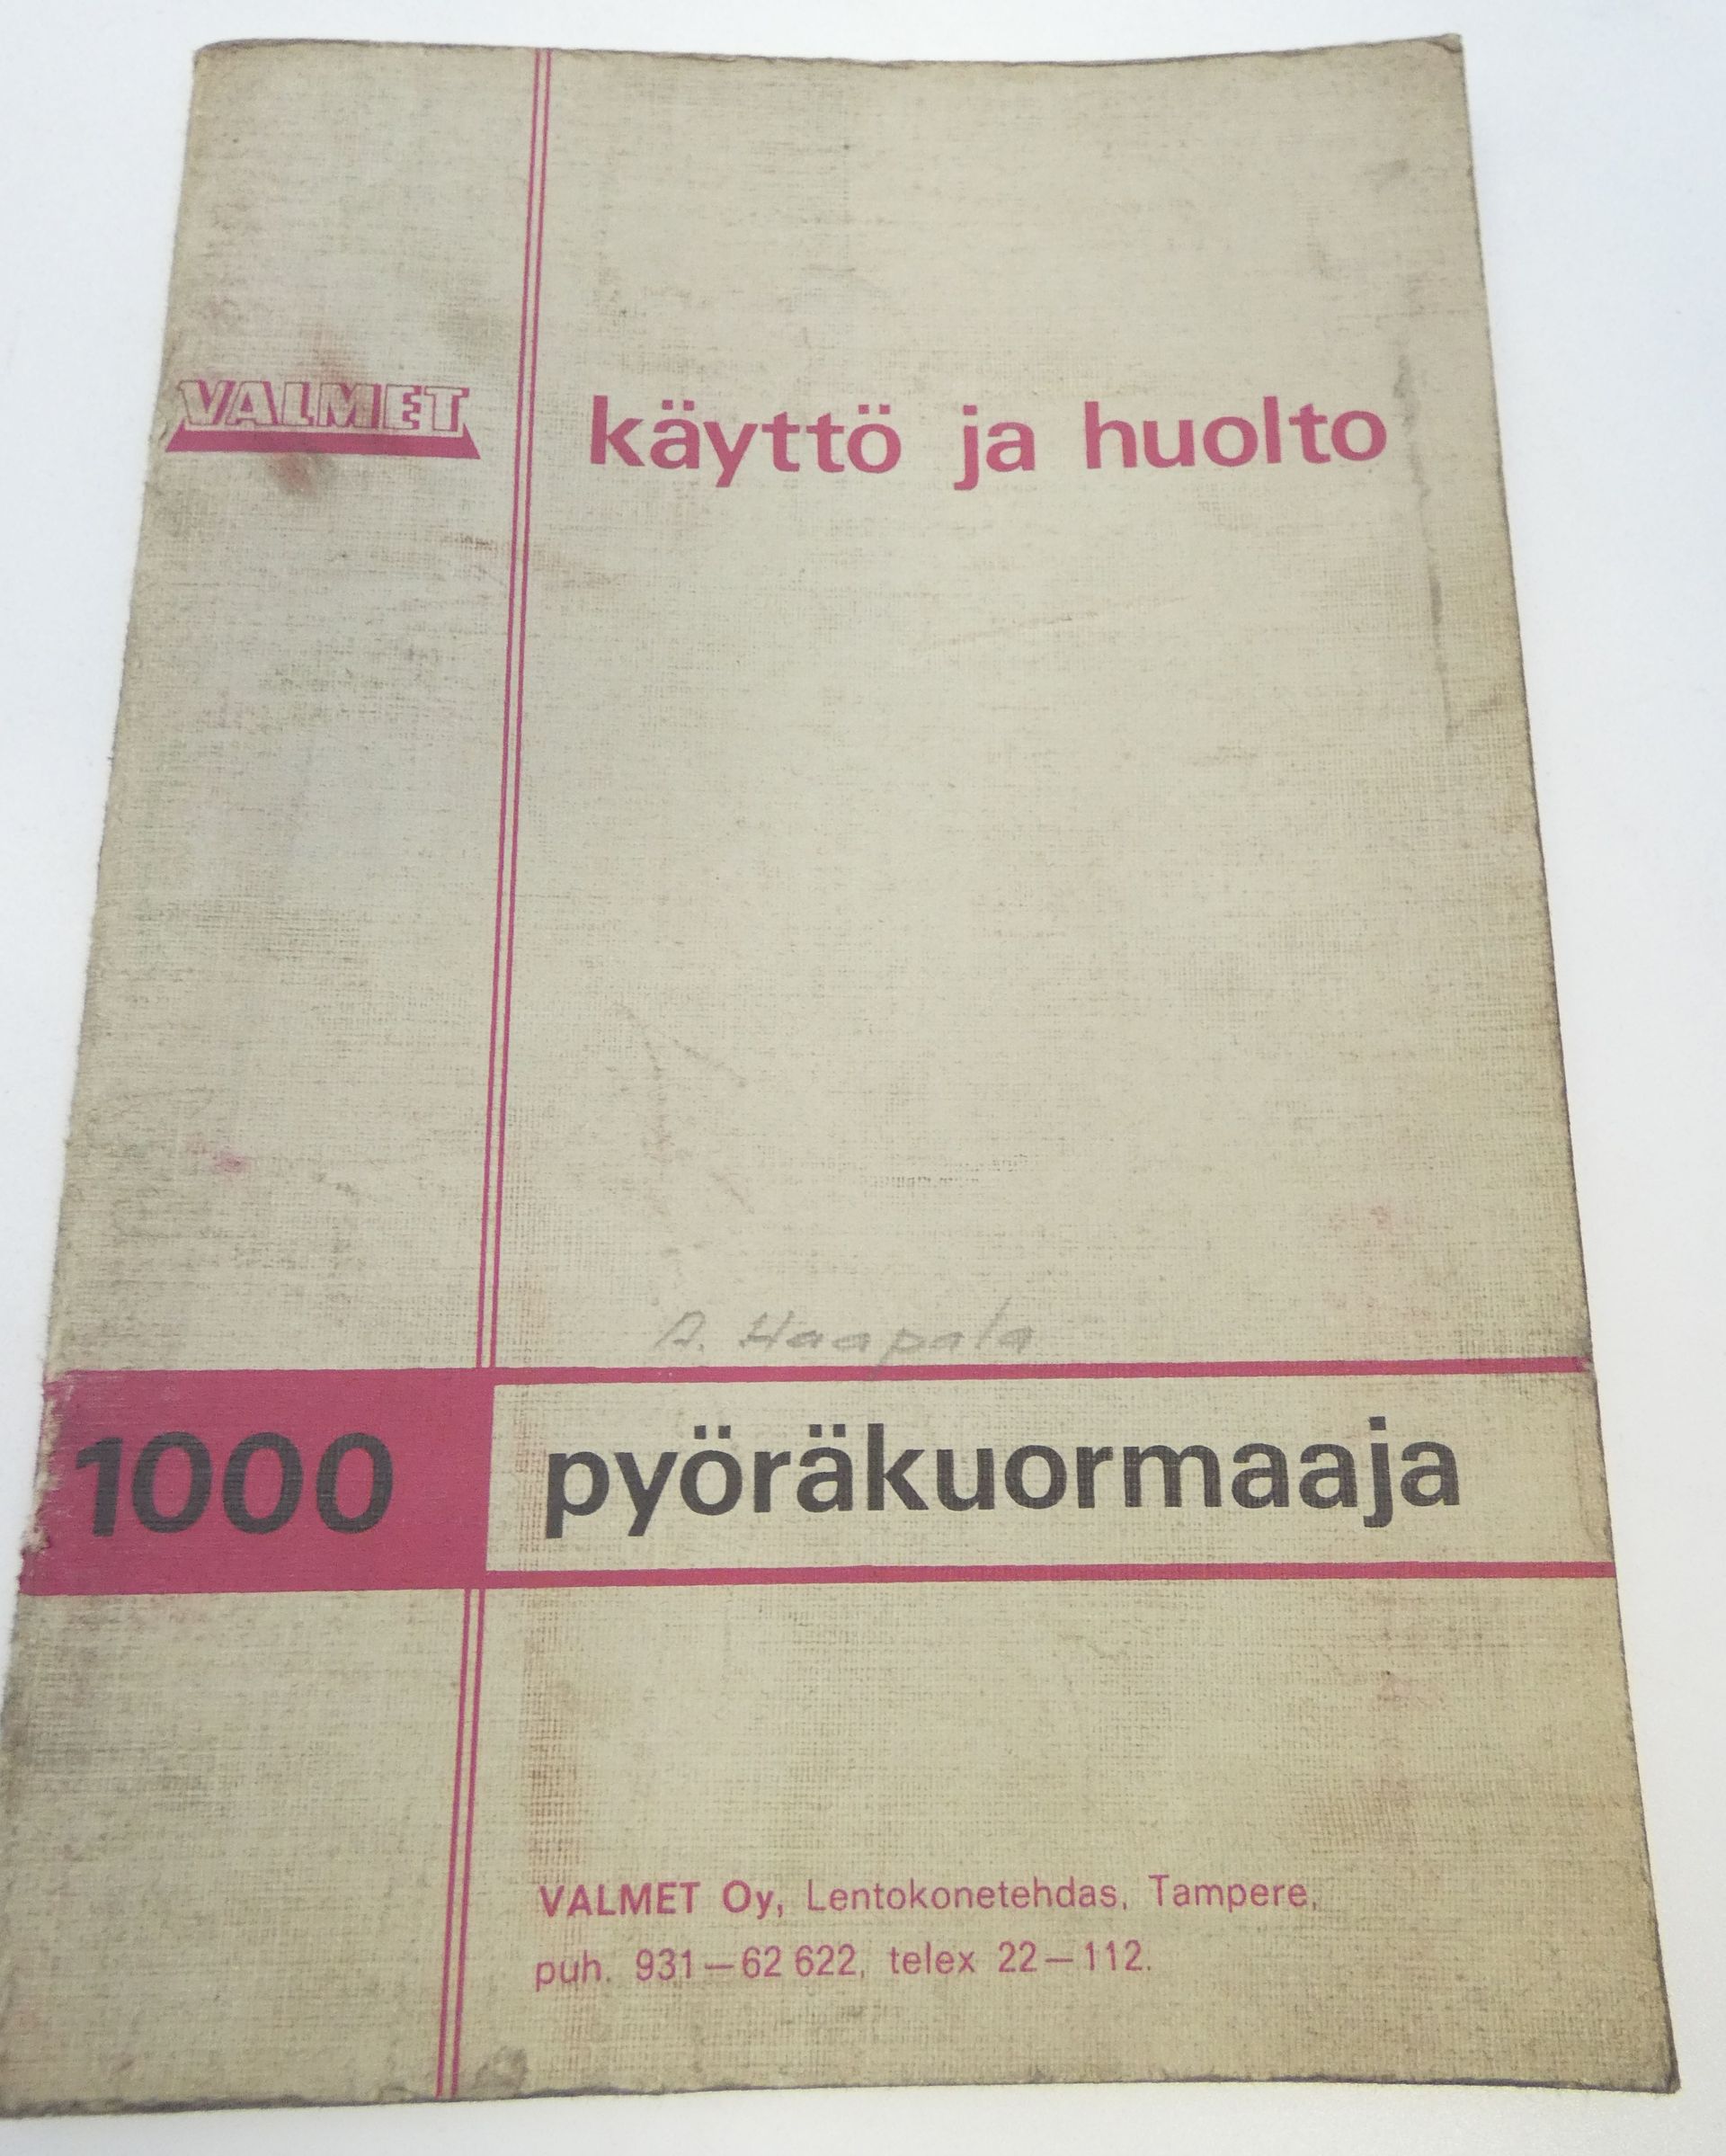 VALMET
käyttö ja huolto
A. Haapala
1000 pyöräkuormaaja
VALMET Oy, Lentokonetehdas, Tampere,
puh. 931—62 622, telex 22—112.